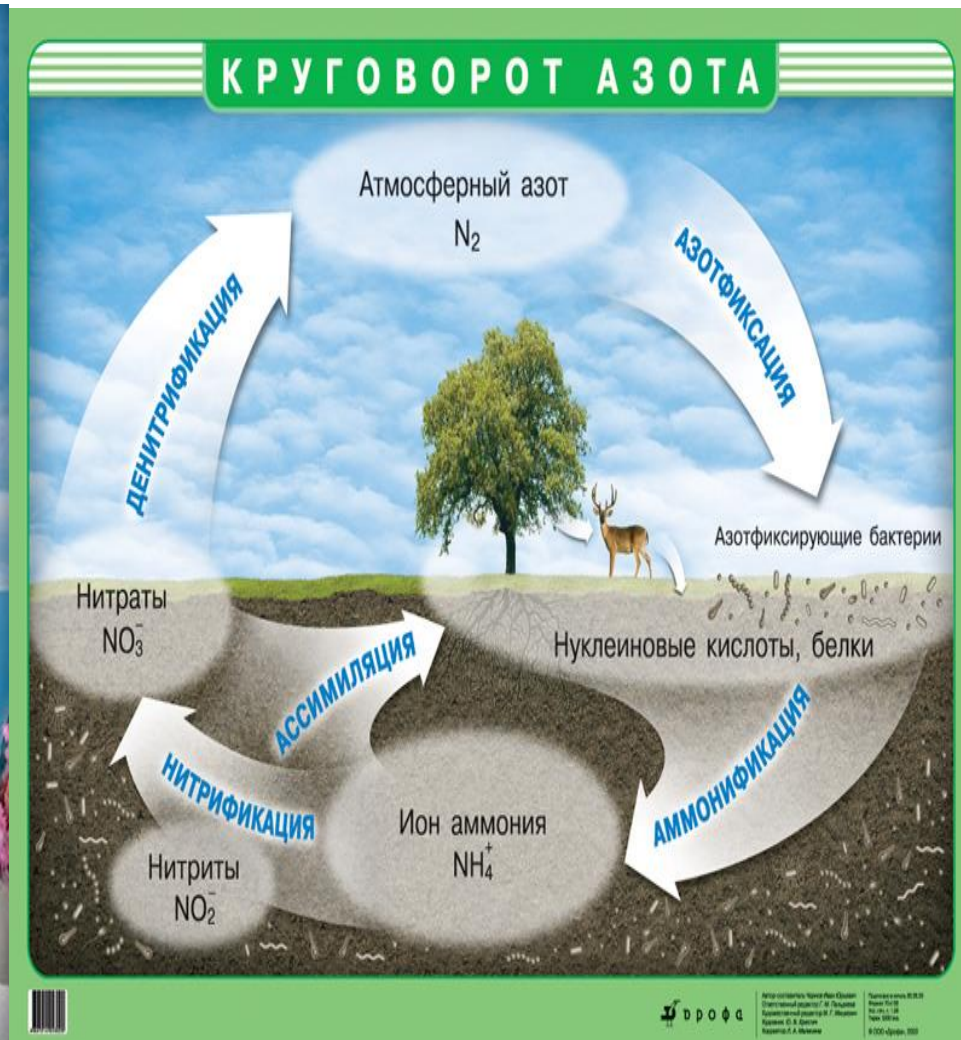 КРУГОВОРОТ АЗОТА
Атмосферный азот
N₂
АЗОТФИКСАЦИЯ
ДЕНИТРИФИКАЦИЯ
Азотфиксирующие бактерии
Нитраты
NO₃⁻
Нуклеиновые кислоты, белки
АССИМИЛЯЦИЯ
АММОНИФИКАЦИЯ
НИТРИФИКАЦИЯ
Ион аммония
NH₄⁺
Нитриты
NO₂⁻
дрофа